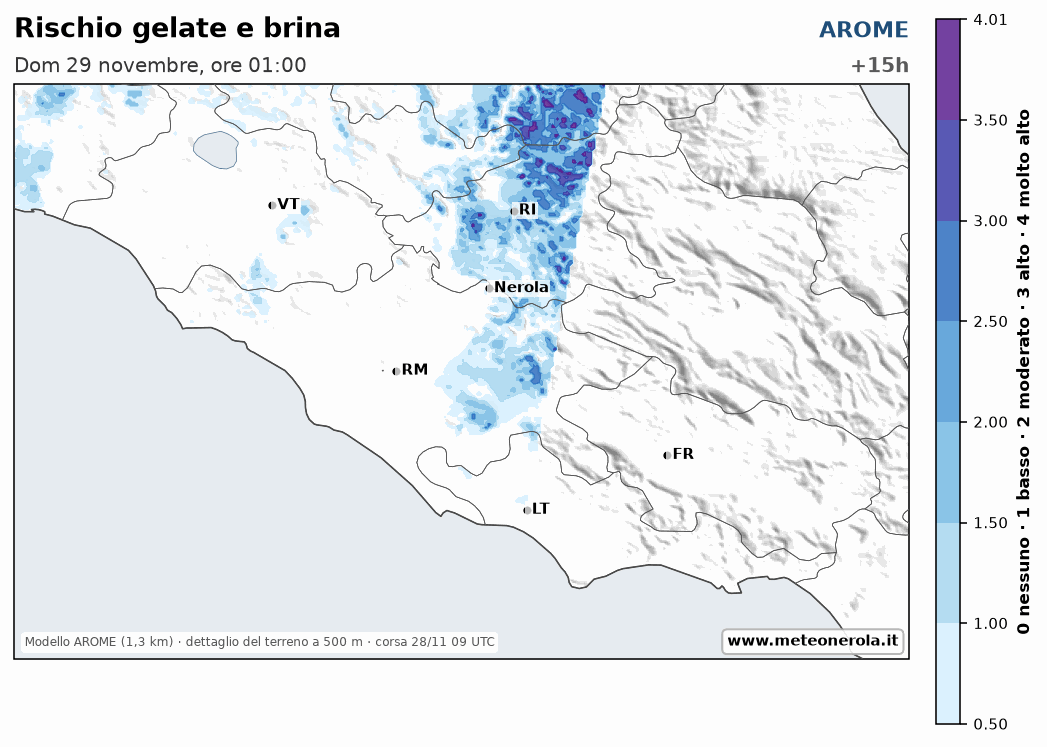 Rischio gelate e brina
AROME
Dom 29 novembre, ore 01:00
+15h
4.01
3.50
3.00
2.50
2.00
1.50
1.00
0.50
0 nessuno · 1 basso · 2 moderato · 3 alto · 4 molto alto
VT
RI
Nerola
RM
FR
LT
Modello AROME (1,3 km) · dettaglio del terreno a 500 m · corsa 28/11 09 UTC
www.meteonerola.it